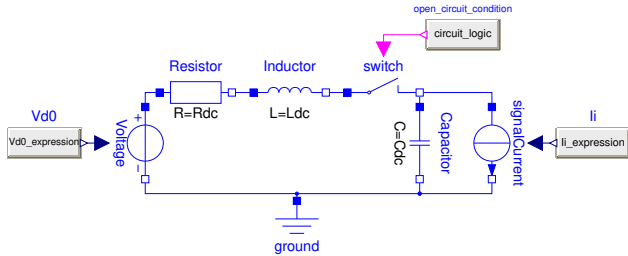 open_circuit_condition
circuit_logic
Resistor
Inductor
switch
R=Rdc
L=Ldc
Vd0
Vd0_expression
+
Voltage
−
C=Cdc
Capacitor
signalCurrent
Ii
Ii_expression
ground